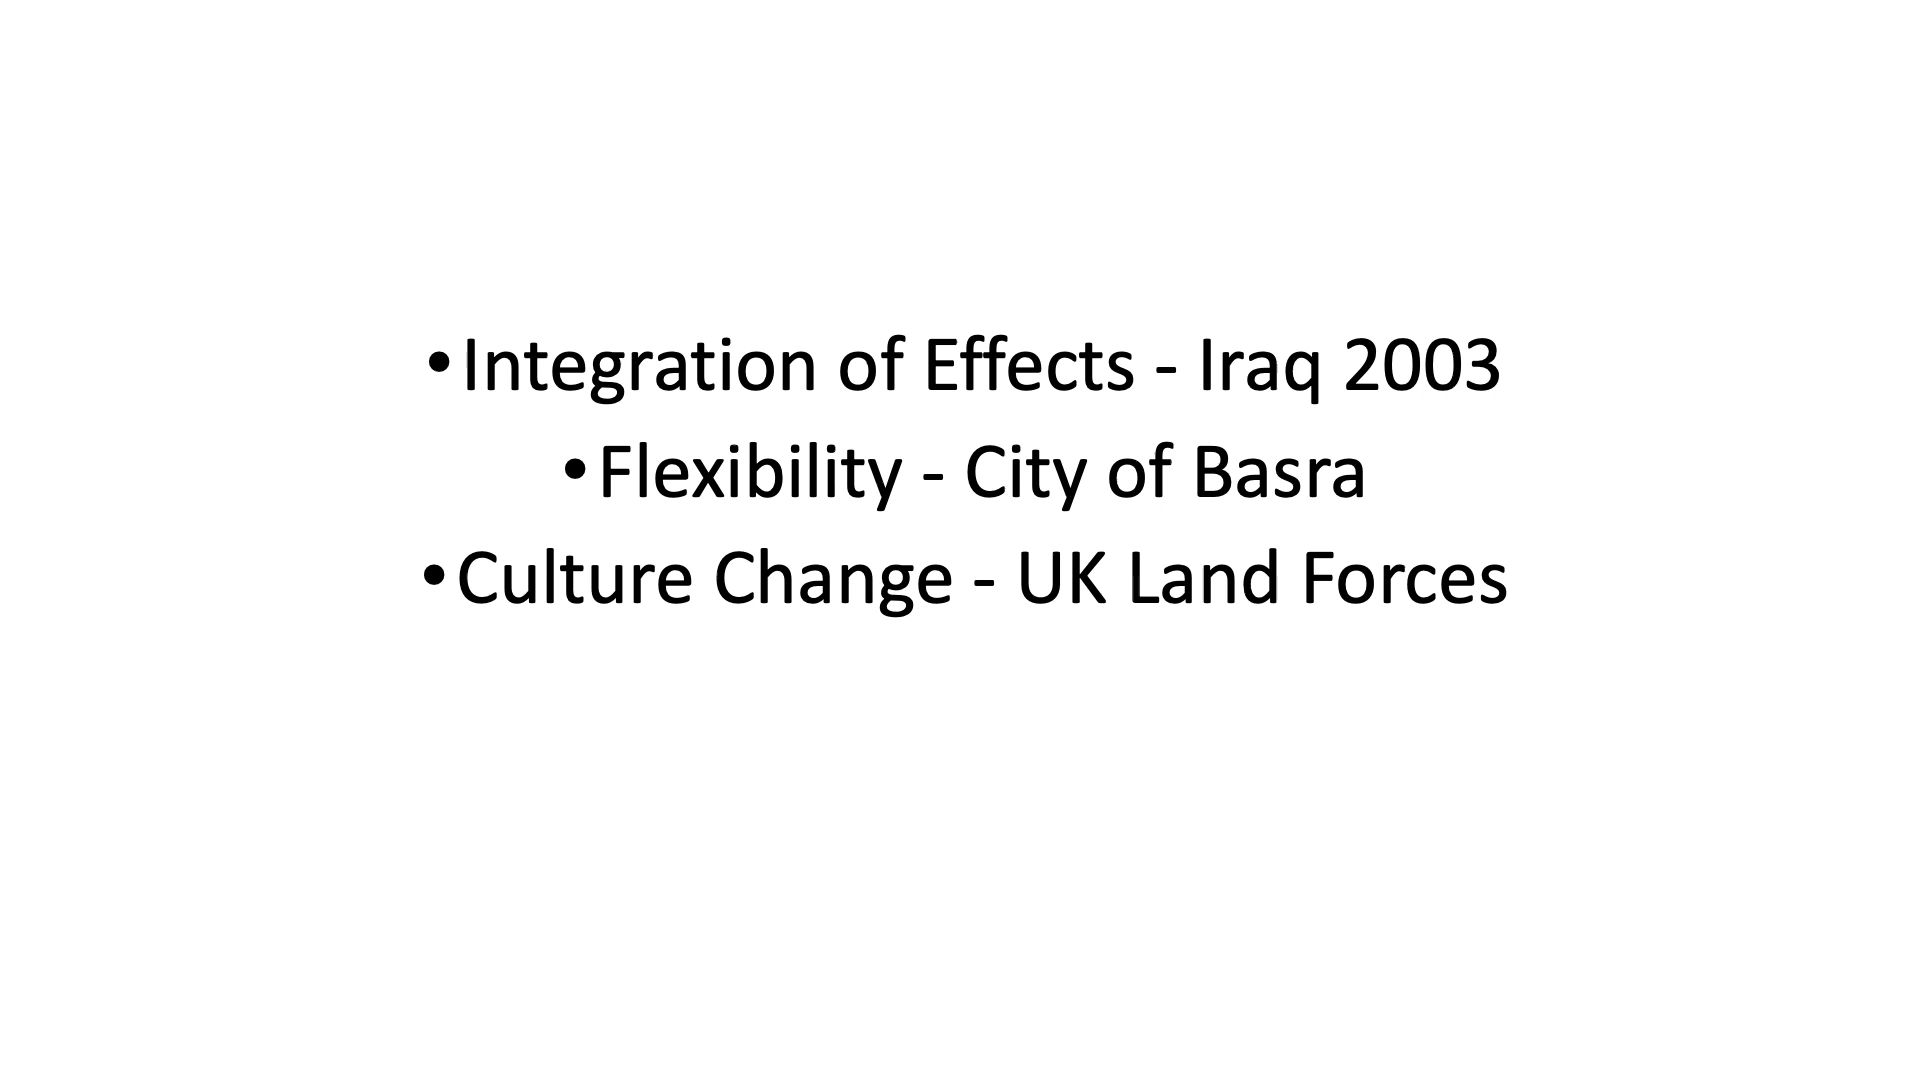 •Integration of Effects - Iraq 2003
•Flexibility - City of Basra
•Culture Change - UK Land Forces